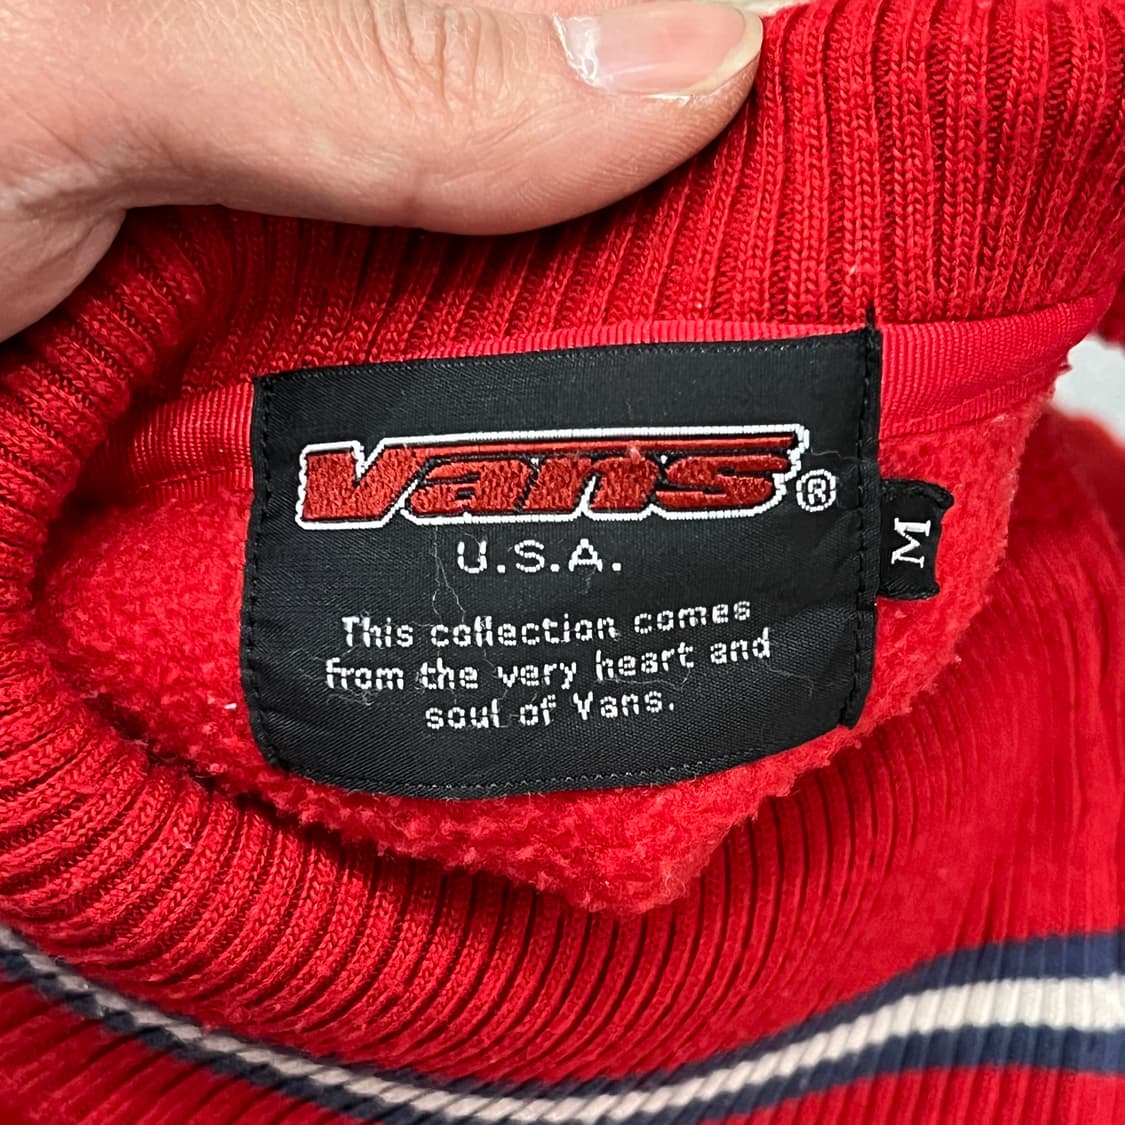 Vans®
U.S.A.
This collection comes
from the very heart and
soul of Vans.
M